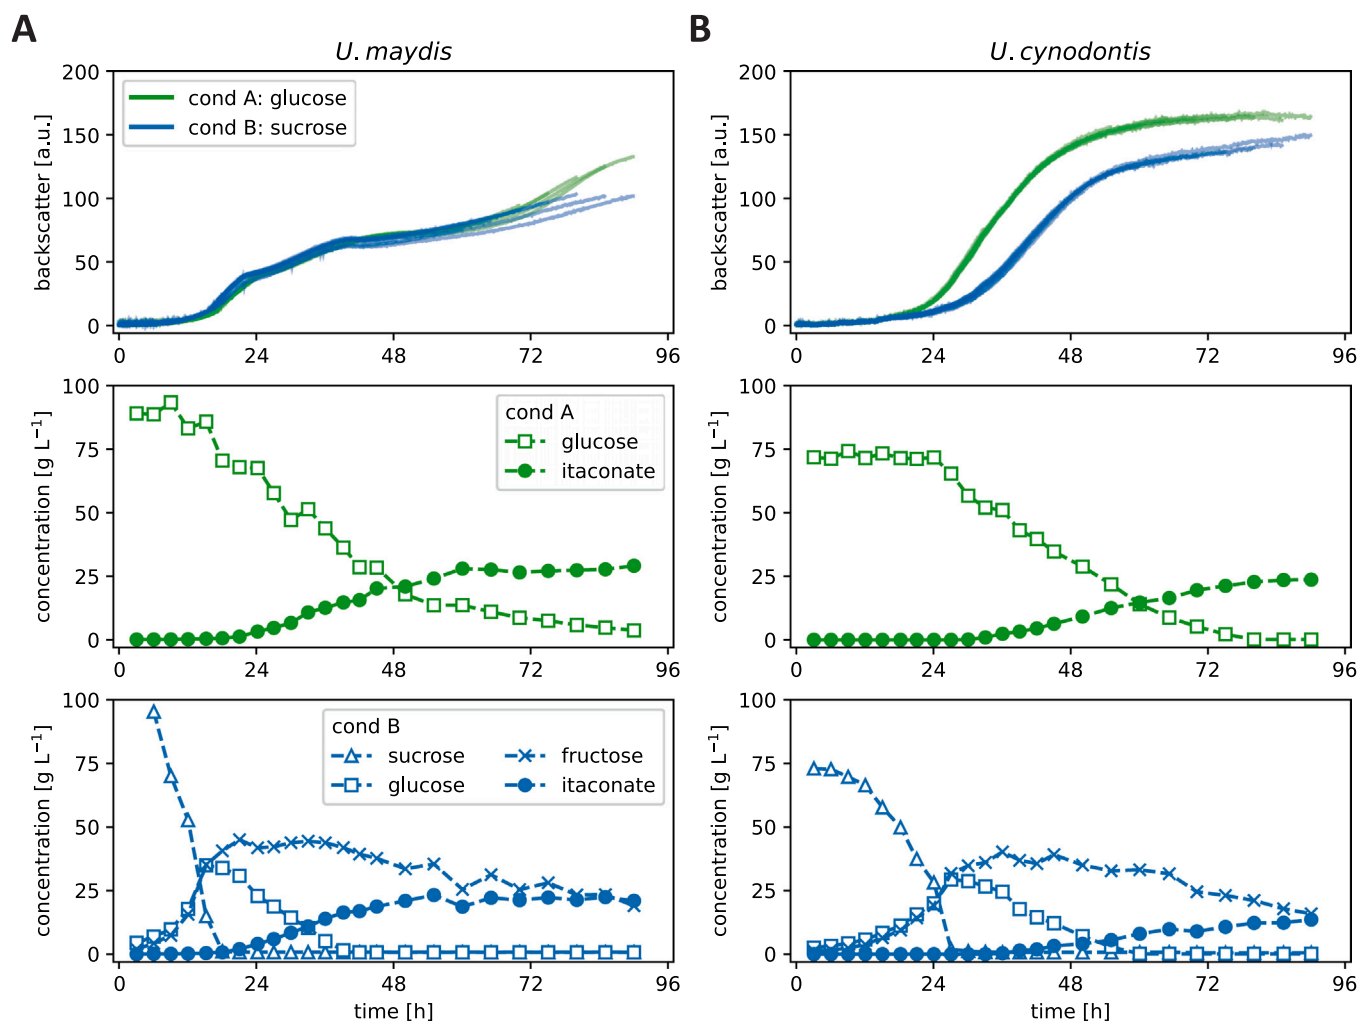 A
B
U. maydis
U. cynodontis
200
150
100
50
0
backscatter [a.u.]
cond A: glucose
cond B: sucrose
0 24 48 72 96
200
150
100
50
0
backscatter [a.u.]
0 24 48 72 96
100
75
50
25
0
concentration [g L⁻¹]
cond A
glucose
itaconate
0 24 48 72 96
100
75
50
25
0
concentration [g L⁻¹]
0 24 48 72 96
100
75
50
25
0
concentration [g L⁻¹]
cond B
sucrose fructose
glucose itaconate
0 24 48 72 96
time [h]
100
75
50
25
0
concentration [g L⁻¹]
0 24 48 72 96
time [h]